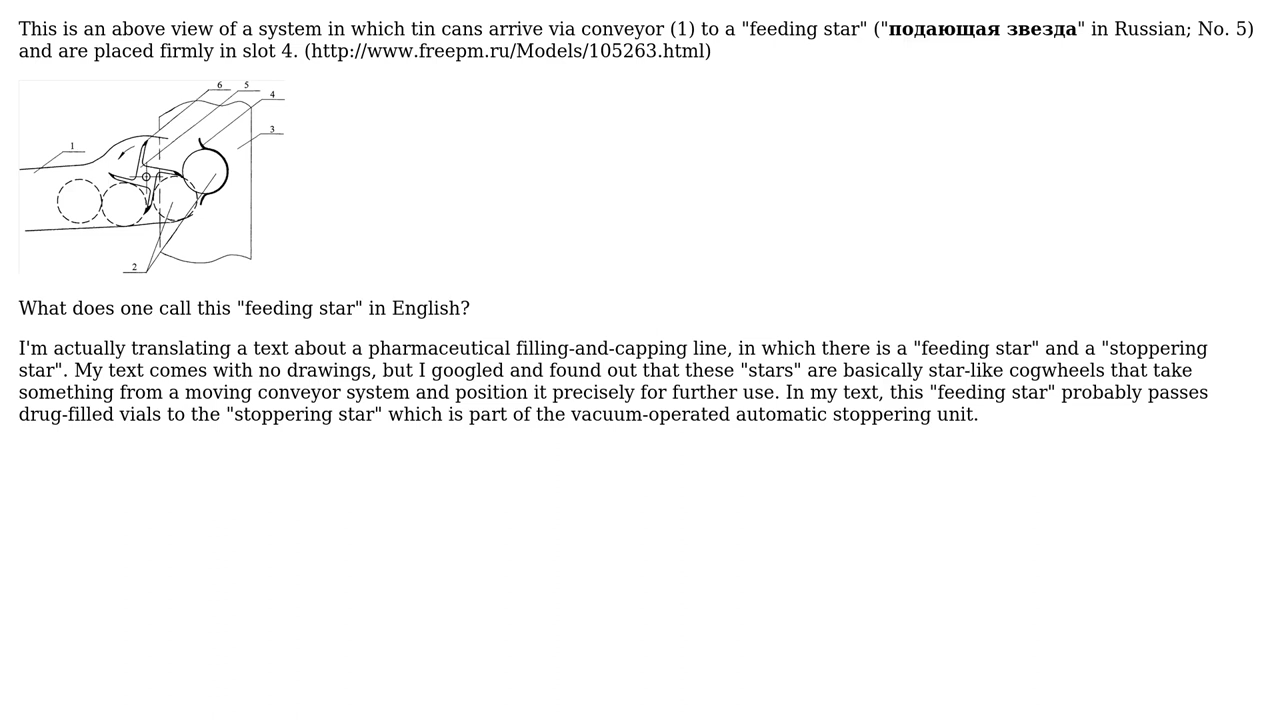 This is an above view of a system in which tin cans arrive via conveyor (1) to a "feeding star" ("подающая звезда" in Russian; No. 5)
and are placed firmly in slot 4. (http://www.freepm.ru/Models/105263.html)
6 5
4
3
1
2
What does one call this "feeding star" in English?
I'm actually translating a text about a pharmaceutical filling-and-capping line, in which there is a "feeding star" and a "stoppering
star". My text comes with no drawings, but I googled and found out that these "stars" are basically star-like cogwheels that take
something from a moving conveyor system and position it precisely for further use. In my text, this "feeding star" probably passes
drug-filled vials to the "stoppering star" which is part of the vacuum-operated automatic stoppering unit.